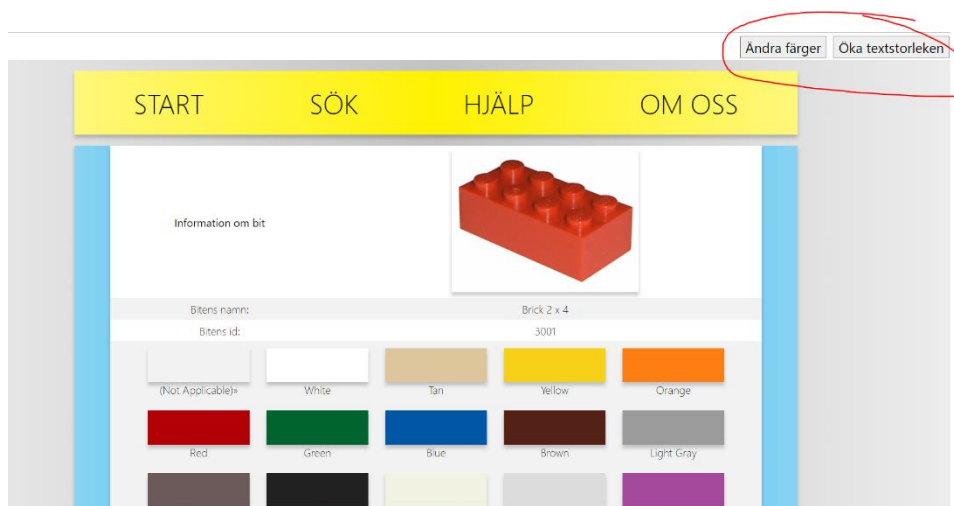 Ändra färger Öka textstorleken
START SÖK HJÄLP OM OSS
Information om bit
Bitens namn: Brick 2 x 4
Bitens id: 3001
(Not Applicable)» White Tan Yellow Orange
Red Green Blue Brown Light Gray